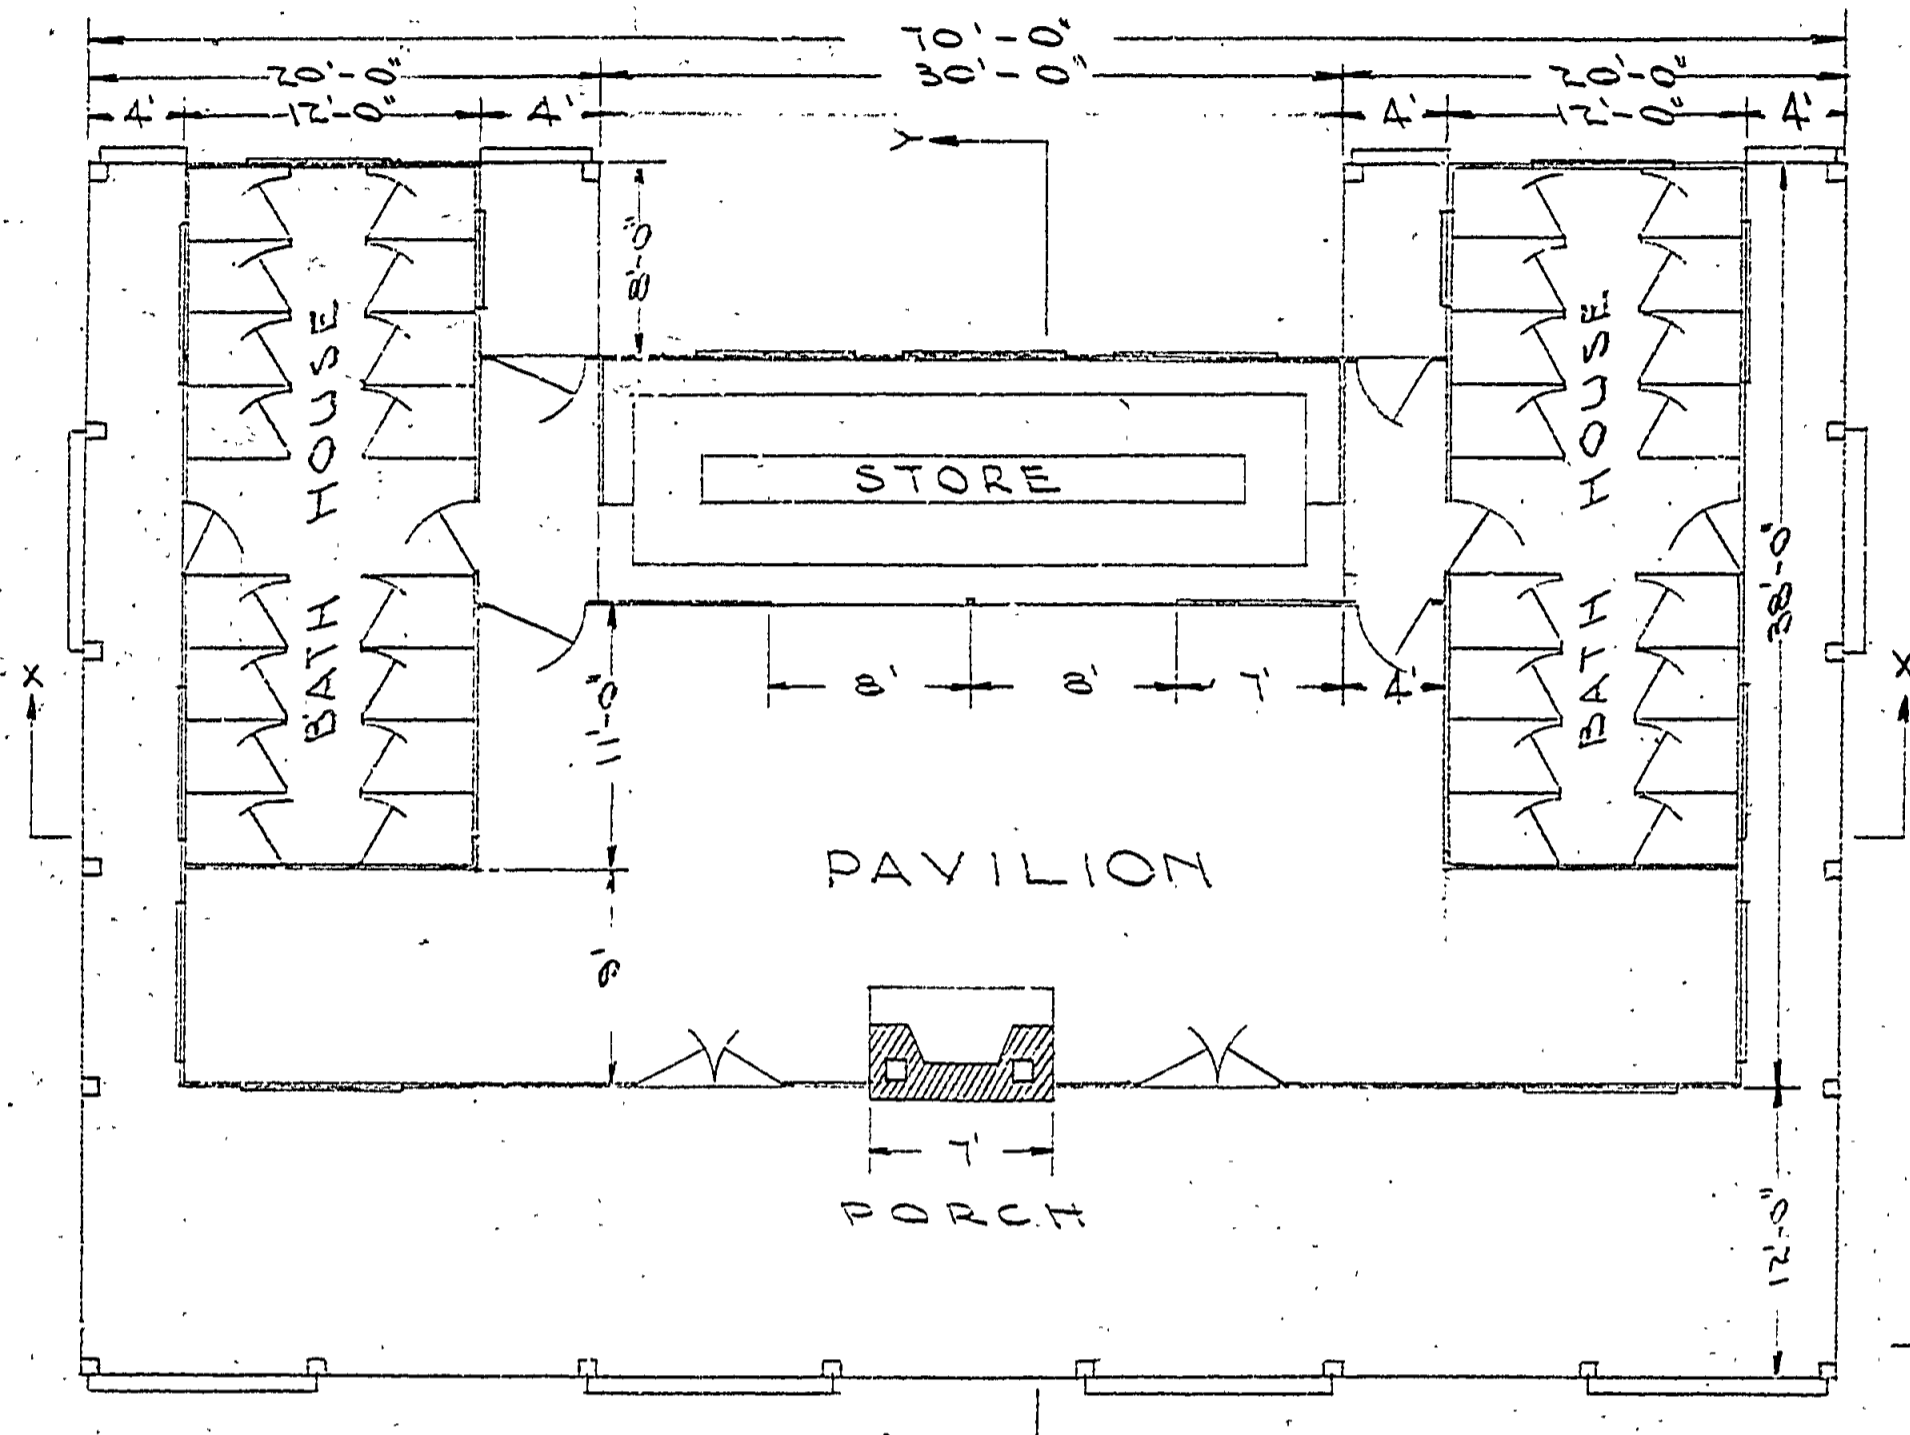 70'-0"
20'-0" 30'-0" 20'-0"
4' 12'-0" 4' 4' 12'-0" 4'
Y
8'-0"
BATH HOUSE
STORE
BATH HOUSE
38'-0"
X
8' 8' 7' 4'
X
11'-0"
PAVILION
9'
7'
PORCH
12'-0"